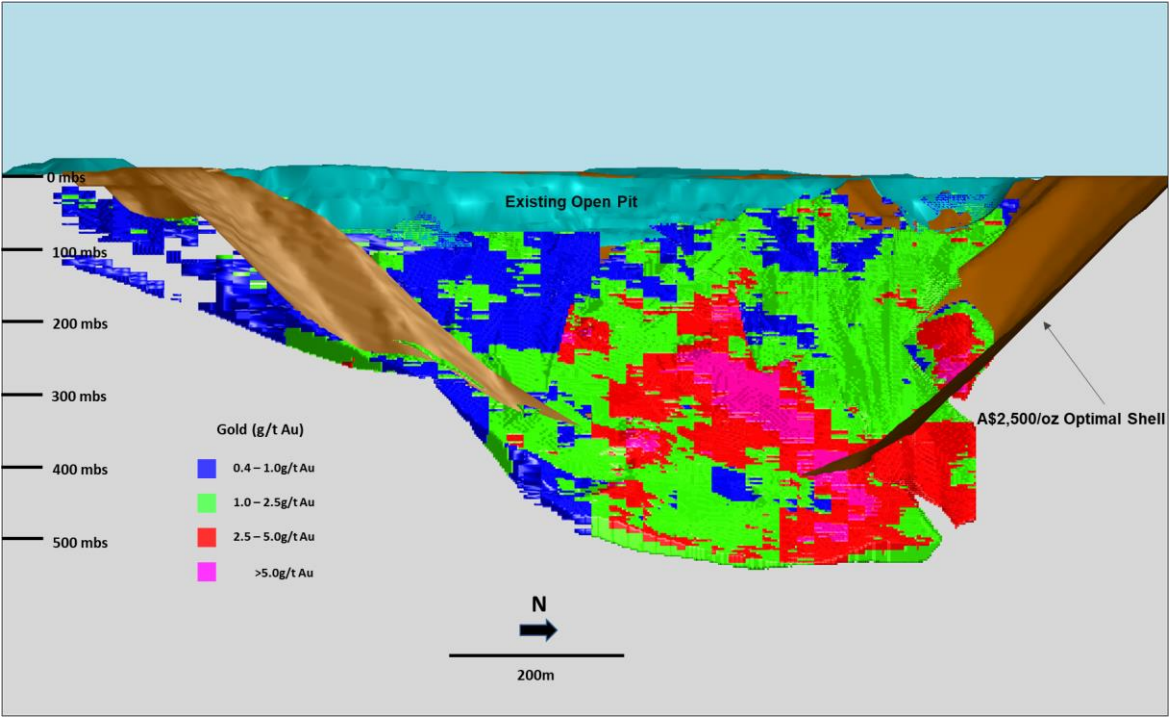 0 mbs
Existing Open Pit
100 mbs
200 mbs
300 mbs
A$2,500/oz Optimal Shell
Gold (g/t Au)
400 mbs
0.4 – 1.0g/t Au
1.0 – 2.5g/t Au
500 mbs
2.5 – 5.0g/t Au
>5.0g/t Au
N
200m